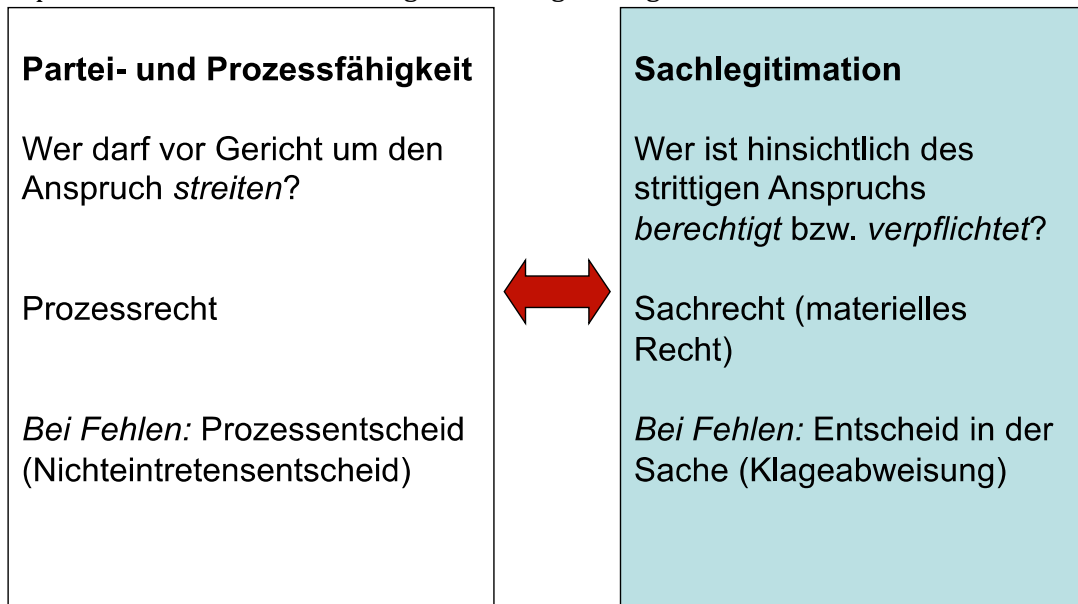 Partei- und Prozessfähigkeit
Wer darf vor Gericht um den
Anspruch streiten?
Prozessrecht
Bei Fehlen: Prozessentscheid
(Nichteintretensentscheid)
Sachlegitimation
Wer ist hinsichtlich des
strittigen Anspruchs
berechtigt bzw. verpflichtet?
Sachrecht (materielles
Recht)
Bei Fehlen: Entscheid in der
Sache (Klageabweisung)